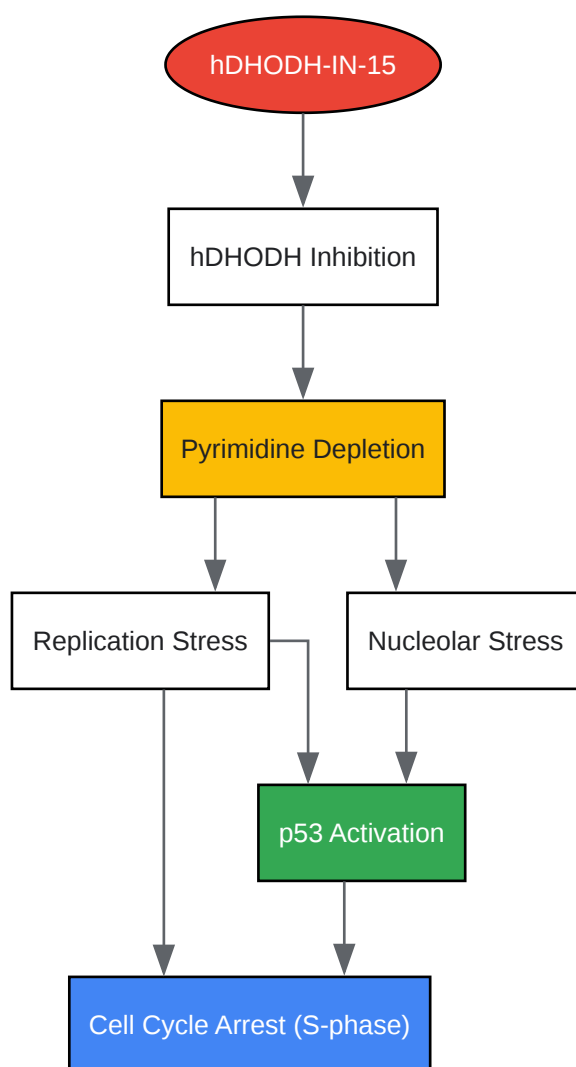 hDHODH-IN-15
hDHODH Inhibition
Pyrimidine Depletion
Replication Stress
Nucleolar Stress
p53 Activation
Cell Cycle Arrest (S-phase)